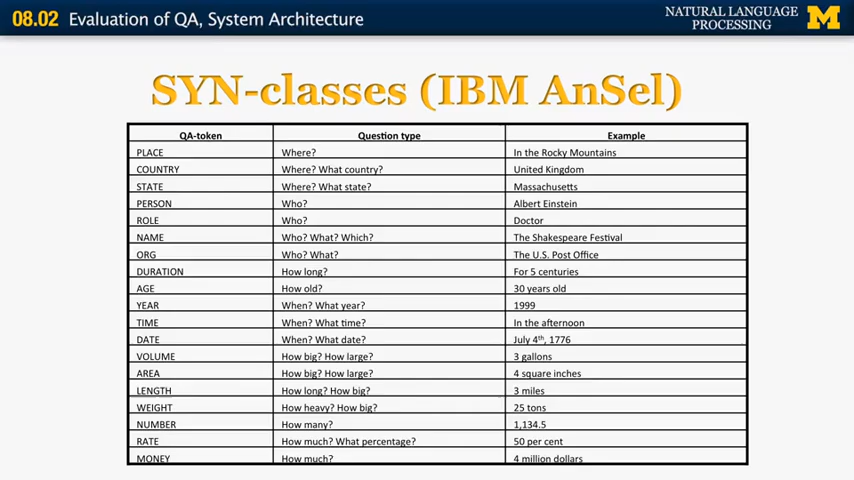 08.02 Evaluation of QA, System Architecture
NATURAL LANGUAGE
PROCESSING
M
SYN-classes (IBM AnSel)
QA-token Question type Example
PLACE Where? In the Rocky Mountains
COUNTRY Where? What country? United Kingdom
STATE Where? What state? Massachusetts
PERSON Who? Albert Einstein
ROLE Who? Doctor
NAME Who? What? Which? The Shakespeare Festival
ORG Who? What? The U.S. Post Office
DURATION How long? For 5 centuries
AGE How old? 30 years old
YEAR When? What year? 1999
TIME When? What time? In the afternoon
DATE When? What date? July 4th, 1776
VOLUME How big? How large? 3 gallons
AREA How big? How large? 4 square inches
LENGTH How long? How big? 3 miles
WEIGHT How heavy? How big? 25 tons
NUMBER How many? 1,134.5
RATE How much? What percentage? 50 per cent
MONEY How much? 4 million dollars